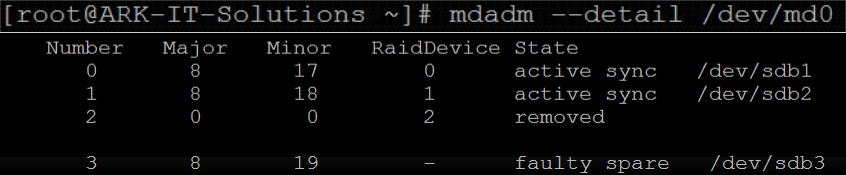 [root@ARK-IT-Solutions ~]# mdadm --detail /dev/md0
Number Major Minor RaidDevice State
0 8 17 0 active sync /dev/sdb1
1 8 18 1 active sync /dev/sdb2
2 0 0 2 removed
3 8 19 - faulty spare /dev/sdb3